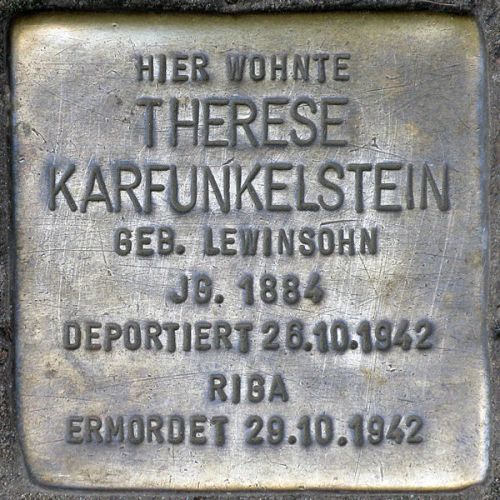 HIER WOHNTE
THERESE
KARFUNKELSTEIN
GEB. LEWINSOHN
JG. 1884
DEPORTIERT 26.10.1942
RIGA
ERMORDET 29.10.1942